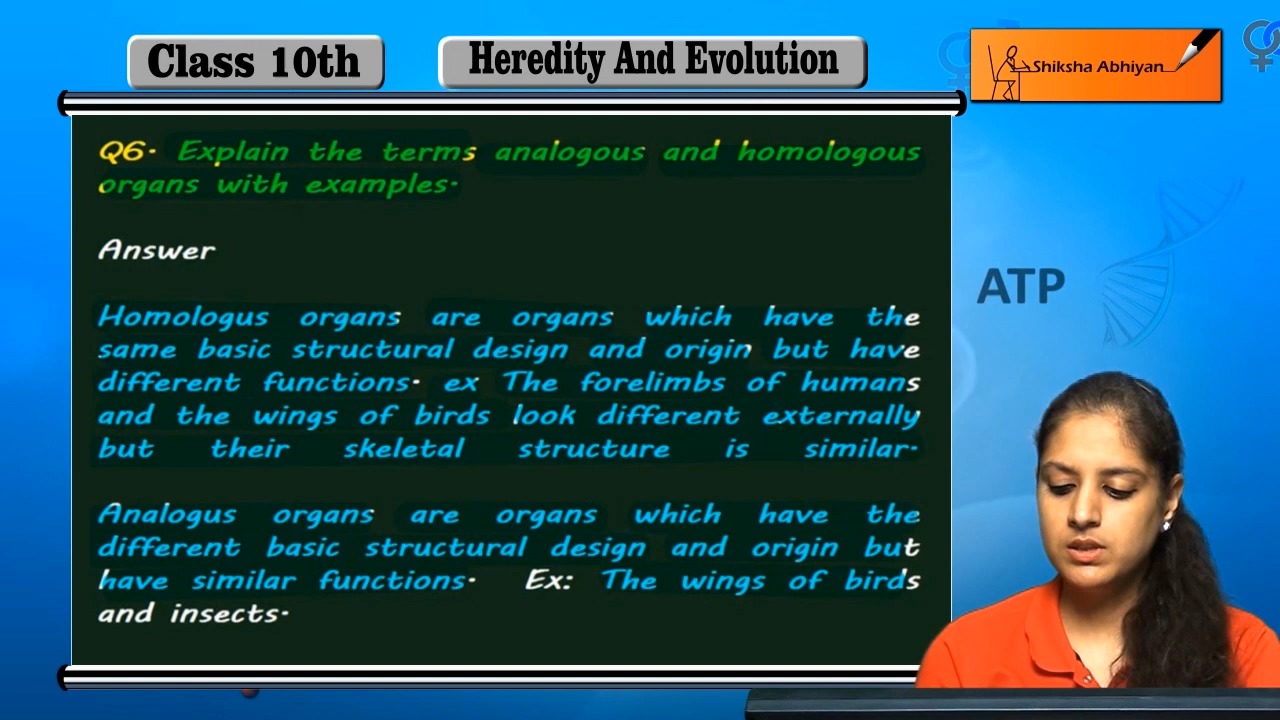 Class 10th
Heredity And Evolution
Shiksha Abhiyan
Q6. Explain the terms analogous and homologous
organs with examples.
Answer
Homologus organs are organs which have the
same basic structural design and origin but have
different functions. ex The forelimbs of humans
and the wings of birds look different externally
but their skeletal structure is similar.
Analogus organs are organs which have the
different basic structural design and origin but
have similar functions. Ex: The wings of birds
and insects.
ATP